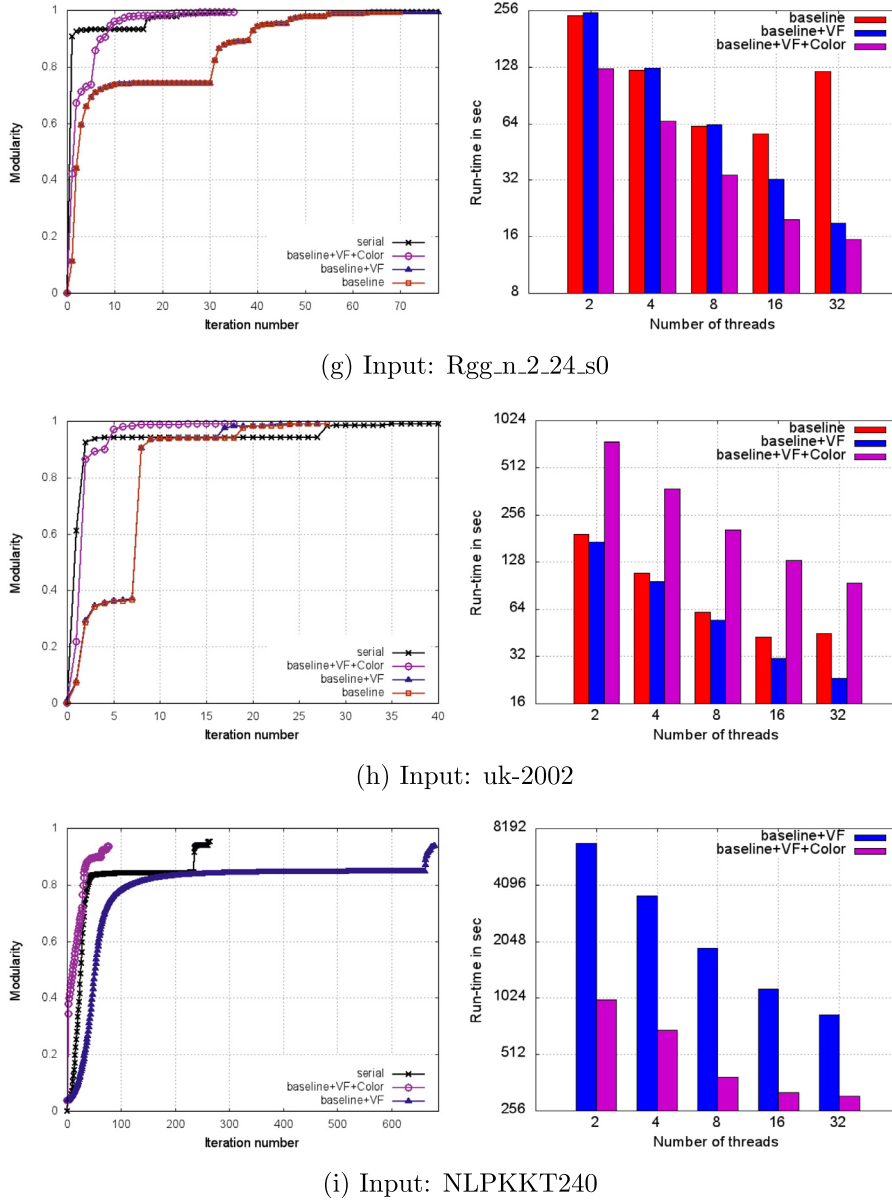 1
0.8
0.6
0.4
0.2
0
Modularity
0 10 20 30 40 50 60 70
Iteration number
serial
baseline+VF+Color
baseline+VF
baseline
256
128
64
32
16
8
Run-time in sec
2 4 8 16 32
Number of threads
baseline
baseline+VF
baseline+VF+Color
(g) Input: Rgg_n_2_24_s0
1
0.8
0.6
0.4
0.2
0
Modularity
0 5 10 15 20 25 30 35 40
Iteration number
serial
baseline+VF+Color
baseline+VF
baseline
1024
512
256
128
64
32
16
Run-time in sec
2 4 8 16 32
Number of threads
baseline
baseline+VF
baseline+VF+Color
(h) Input: uk-2002
1
0.8
0.6
0.4
0.2
0
Modularity
0 100 200 300 400 500 600
Iteration number
serial
baseline+VF+Color
baseline+VF
8192
4096
2048
1024
512
256
Run-time in sec
2 4 8 16 32
Number of threads
baseline+VF
baseline+VF+Color
(i) Input: NLPKKT240